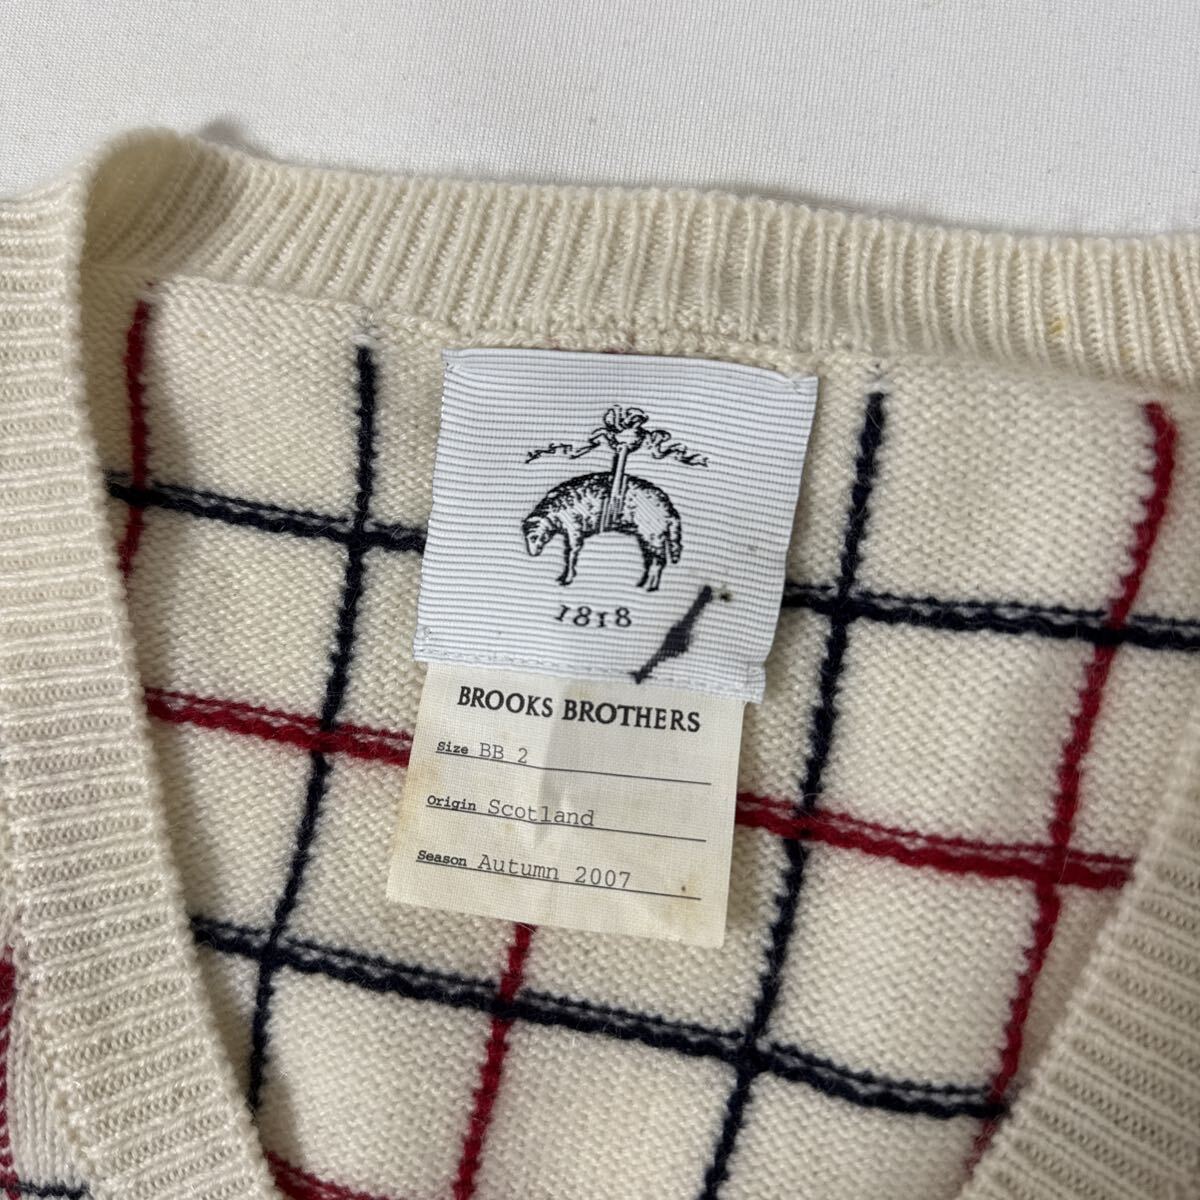 1818
BROOKS BROTHERS
Size BB 2
Origin Scotland
Season Autumn 2007